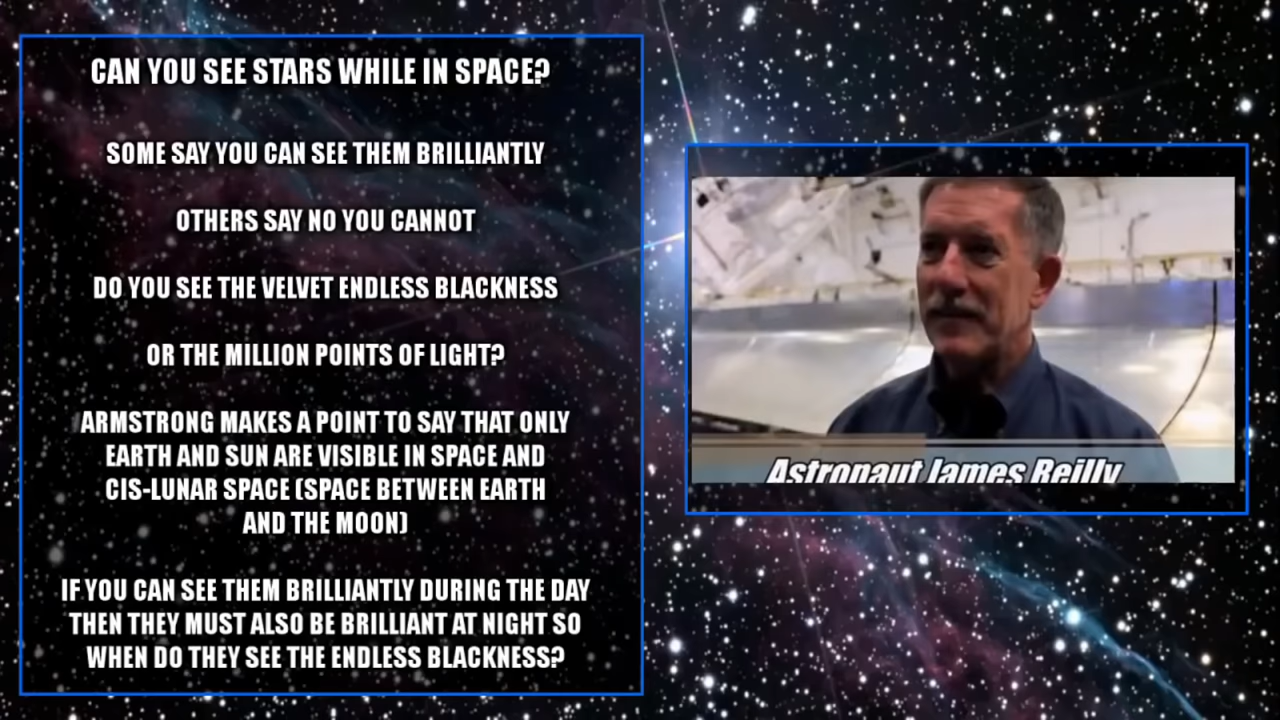 CAN YOU SEE STARS WHILE IN SPACE?
SOME SAY YOU CAN SEE THEM BRILLIANTLY
OTHERS SAY NO YOU CANNOT
DO YOU SEE THE VELVET ENDLESS BLACKNESS
OR THE MILLION POINTS OF LIGHT?
ARMSTRONG MAKES A POINT TO SAY THAT ONLY
EARTH AND SUN ARE VISIBLE IN SPACE AND
CIS-LUNAR SPACE (SPACE BETWEEN EARTH
AND THE MOON)
IF YOU CAN SEE THEM BRILLIANTLY DURING THE DAY
THEN THEY MUST ALSO BE BRILLIANT AT NIGHT SO
WHEN DO THEY SEE THE ENDLESS BLACKNESS?
Astronaut James Reilly